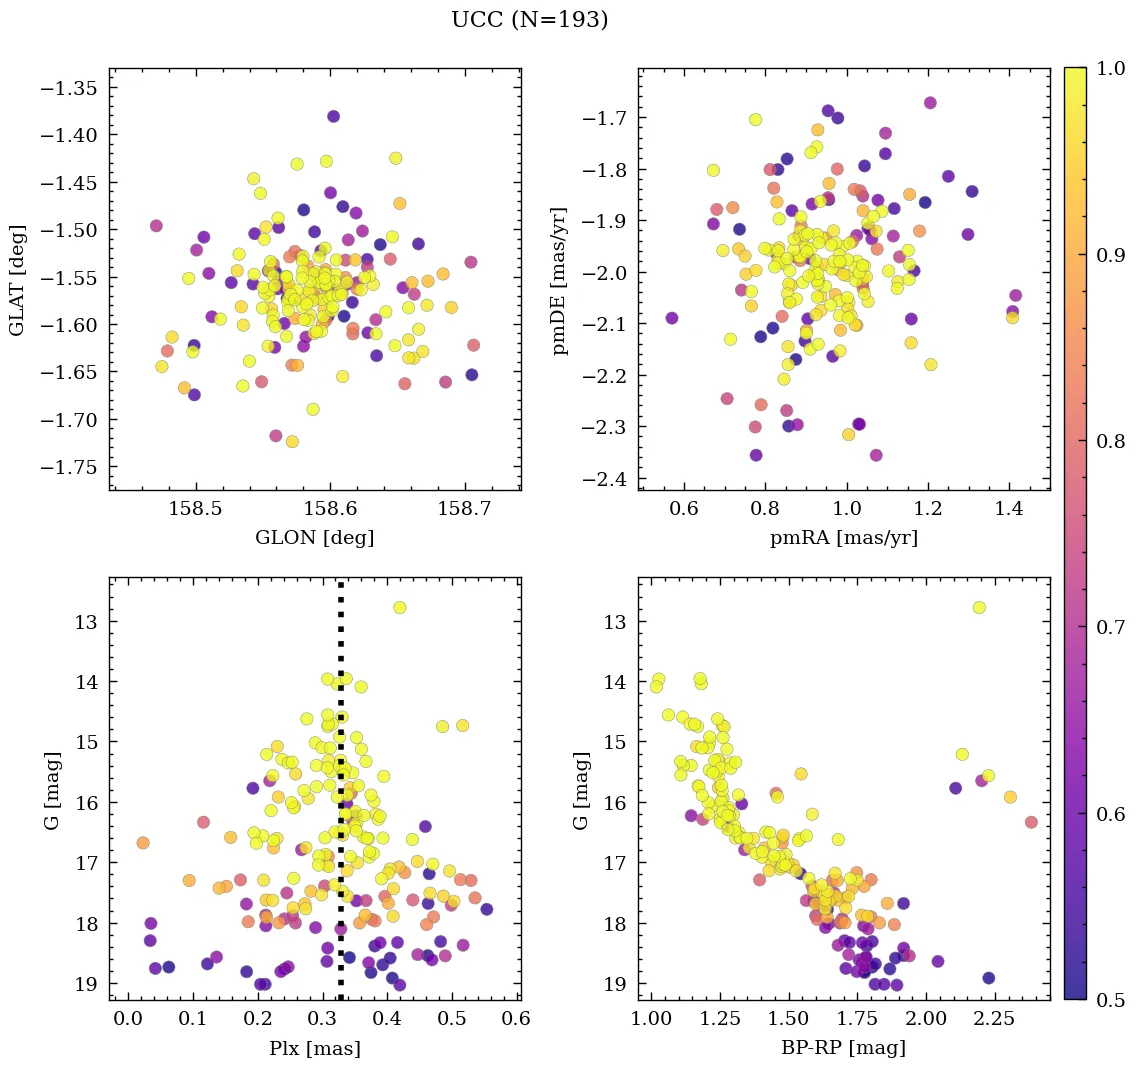 UCC (N=193)
−1.35
−1.40
−1.45
−1.50
−1.55
−1.60
−1.65
−1.70
−1.75
GLAT [deg]
158.5 158.6 158.7
GLON [deg]
−1.7
−1.8
−1.9
−2.0
−2.1
−2.2
−2.3
−2.4
pmDE [mas/yr]
0.6 0.8 1.0 1.2 1.4
pmRA [mas/yr]
13
14
15
16
17
18
19
G [mag]
0.0 0.1 0.2 0.3 0.4 0.5 0.6
Plx [mas]
13
14
15
16
17
18
19
G [mag]
1.00 1.25 1.50 1.75 2.00 2.25
BP-RP [mag]
1.0
0.9
0.8
0.7
0.6
0.5